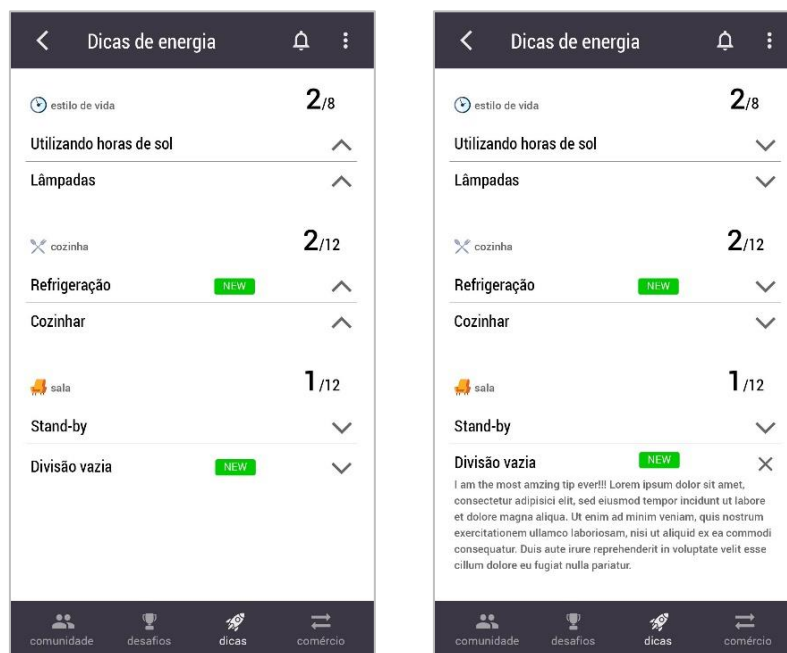 Dicas de energia
estilo de vida 2/8
Utilizando horas de sol
Lâmpadas
cozinha 2/12
Refrigeração NEW
Cozinhar
sala 1/12
Stand-by
Divisão vazia NEW
comunidade desafios dicas comércio
Dicas de energia
estilo de vida 2/8
Utilizando horas de sol
Lâmpadas
cozinha 2/12
Refrigeração NEW
Cozinhar
sala 1/12
Stand-by
Divisão vazia NEW
I am the most amzing tip ever!!! Lorem ipsum dolor sit amet,
consectetur adipisici elit, sed eiusmod tempor incidunt ut labore
et dolore magna aliqua. Ut enim ad minim veniam, quis nostrum
exercitationem ullamco laboriosam, nisi ut aliquid ex ea commodi
consequatur. Duis aute irure reprehenderit in voluptate velit esse
cillum dolore eu fugiat nulla pariatur.
comunidade desafios dicas comércio